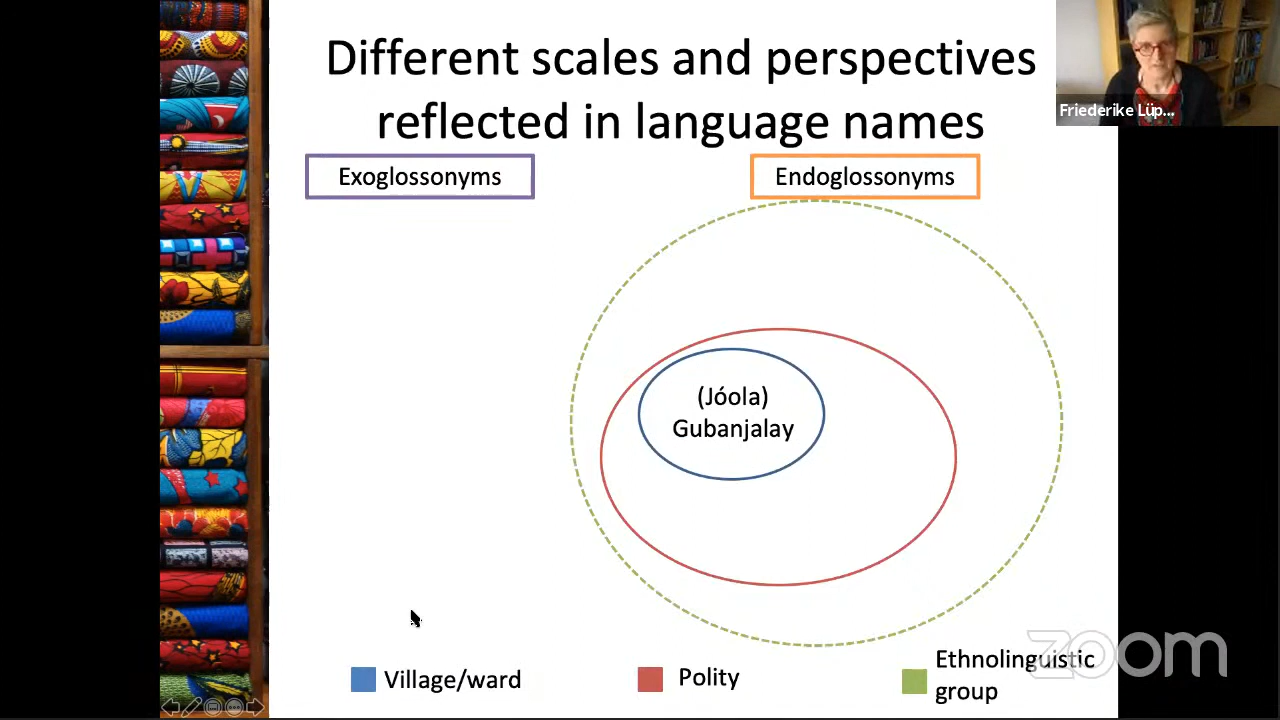 Different scales and perspectives
reflected in language names
Friederike Lüp...
Exoglossonyms
Endoglossonyms
(Jóola)
Gubanjalay
Village/ward
Polity
Ethnolinguistic
group
zoom